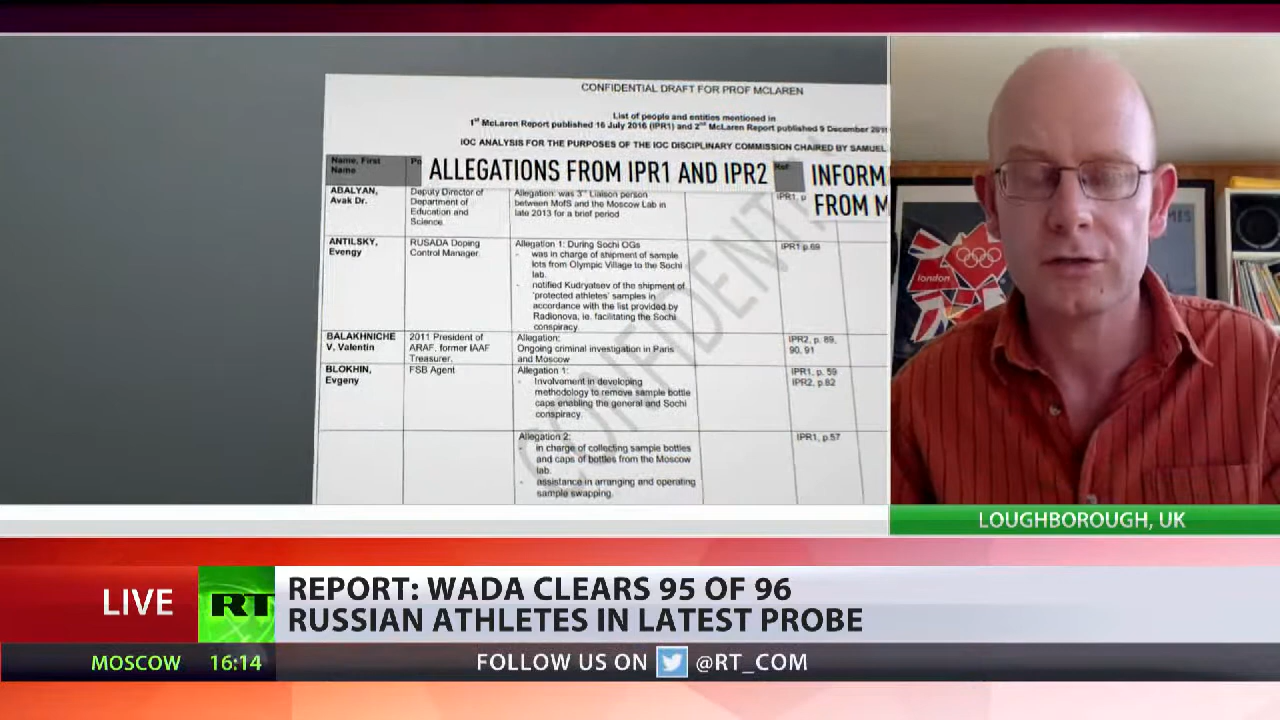 CONFIDENTIAL DRAFT FOR PROF MCLAREN
List of people and entities mentioned in
1st McLaren Report published 16 July 2016 (IPR1) and 2nd McLaren Report published 9 December
IOC ANALYSIS FOR THE PURPOSES OF THE IOC DISCIPLINARY COMMISSION CHAIRED BY SAMUEL
Name, First
Name
Po
ALLEGATIONS FROM IPR1 AND IPR2
Ref
INFORM
FROM M
ABALYAN,
Avak Dr.
Deputy Director of
Department of
Education and
Science.
Allegation: was 3rd Liaison person
between MofS and the Moscow Lab in
late 2013 for a brief period
IPR1, p
ANTILSKY,
Evengy
RUSADA Doping
Control Manager.
Allegation 1: During Sochi OGs
- was in charge of shipment of sample
lots from Olympic Village to the Sochi
lab.
- notified Kudryatsev of the shipment of
'protected athletes' samples in
accordance with the list provided by
Radionova, ie. facilitating the Sochi
conspiracy
IPR1 p.69
BALAKHNICHE
V, Valentin
2011 President of
ARAF, former IAAF
Treasurer.
Allegation:
Ongoing criminal investigation in Paris
and Moscow
IPR2, p. 89,
90, 91
BLOKHIN,
Evgeny
FSB Agent
Allegation 1:
- Involvement in developing
methodology to remove sample bottle
caps enabling the general and Sochi
conspiracy.
IPR1, p. 59
IPR2, p.82
Allegation 2:
- in charge of collecting sample bottles
and caps of bottles from the Moscow
lab.
- assistance in arranging and operating
sample swapping.
IPR1, p.57
CONFIDENTI
london
LOUGHBOROUGH, UK
LIVE
RT
REPORT: WADA CLEARS 95 OF 96
RUSSIAN ATHLETES IN LATEST PROBE
MOSCOW 16:14
FOLLOW US ON @RT_COM